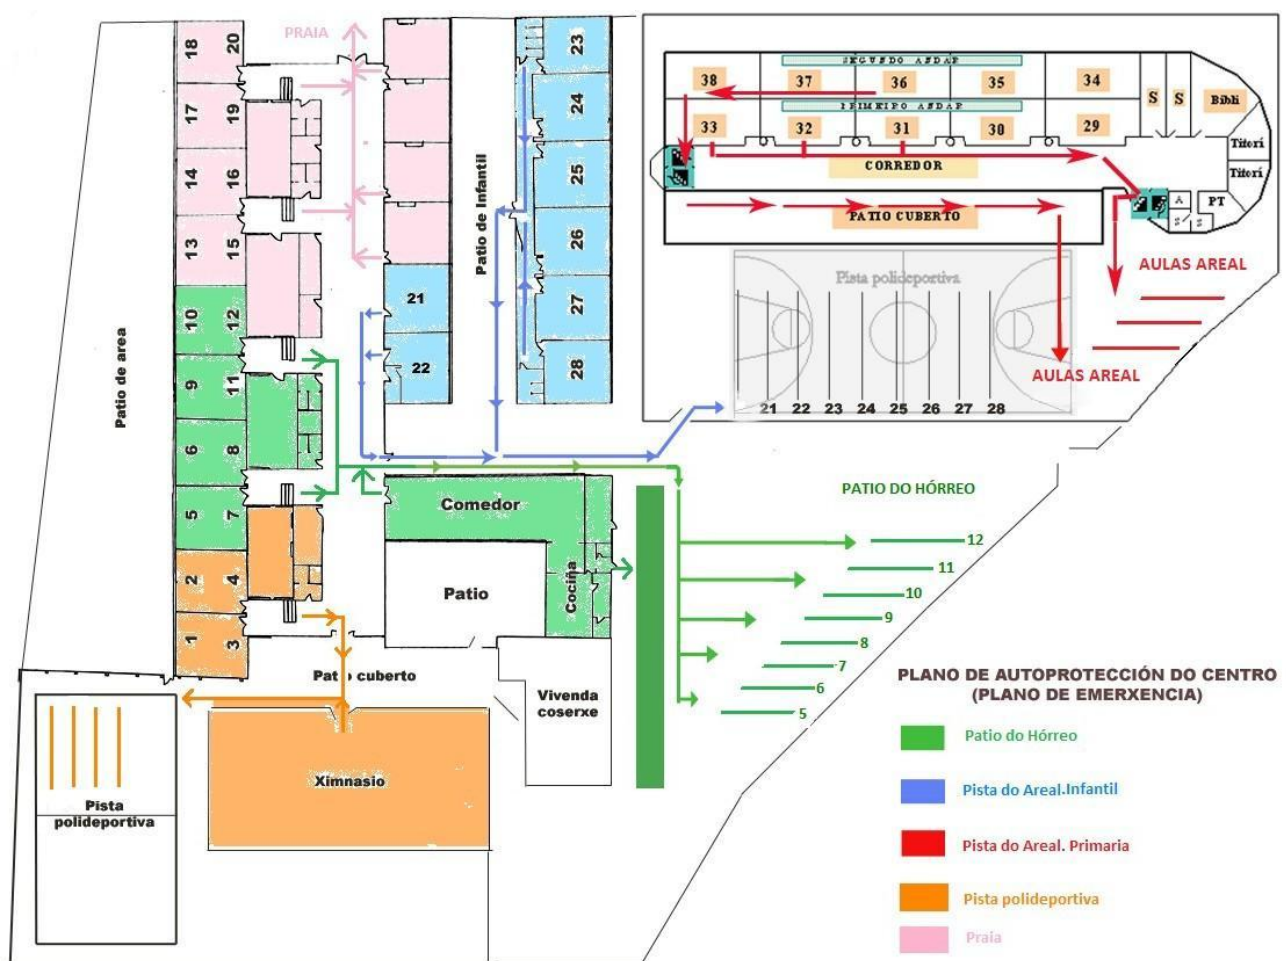 18
20
PRAIA
17
19
14
16
13
15
10
12
9
11
6
8
5
7
2
4
1
3
Patio de area
Patio de Infantil
21
22
23
24
25
26
27
28
SEGUNDO ANDAR
38
37
36
35
34
PRIMEIRO ANDAR
33
32
31
30
29
S
S
Bibli
Titorí
Titorí
CORREDOR
PATIO CUBERTO
A
PT
S
S
AULAS AREAL
Pista polideportiva
AULAS AREAL
21 22 23 24 25 26 27 28
Comedor
Cociña
Patio
Patio cuberto
Vivenda
coserxe
Ximnasio
Pista
polideportiva
PATIO DO HÓRREO
12
11
10
9
8
7
6
5
PLANO DE AUTOPROTECCIÓN DO CENTRO
(PLANO DE EMERXENCIA)
Patio do Hórreo
Pista do Areal.Infantil
Pista do Areal. Primaria
Pista polideportiva
Praia